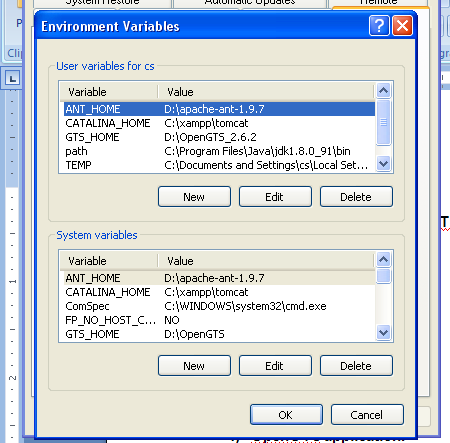 System Restore Automatic Updates Remote
Environment Variables
User variables for cs
Variable Value
ANT_HOME D:\apache-ant-1.9.7
CATALINA_HOME C:\xampp\tomcat
GTS_HOME D:\OpenGTS_2.6.2
path C:\Program Files\Java\jdk1.8.0_91\bin
TEMP C:\Documents and Settings\cs\Local Set...
New Edit Delete
System variables
Variable Value
ANT_HOME D:\apache-ant-1.9.7
CATALINA_HOME C:\xampp\tomcat
ComSpec C:\WINDOWS\system32\cmd.exe
FP_NO_HOST_C... NO
GTS_HOME D:\OpenGTS
New Edit Delete
OK Cancel